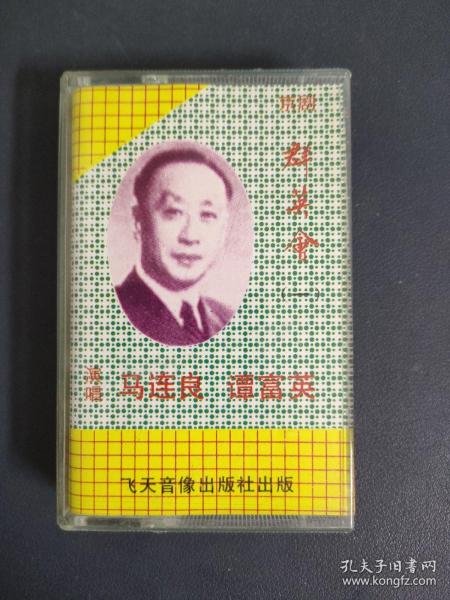 京剧
群英會
（一）
演唱 马连良 谭富英
飞天音像出版社出版
孔夫子旧书网
www.kongfz.com